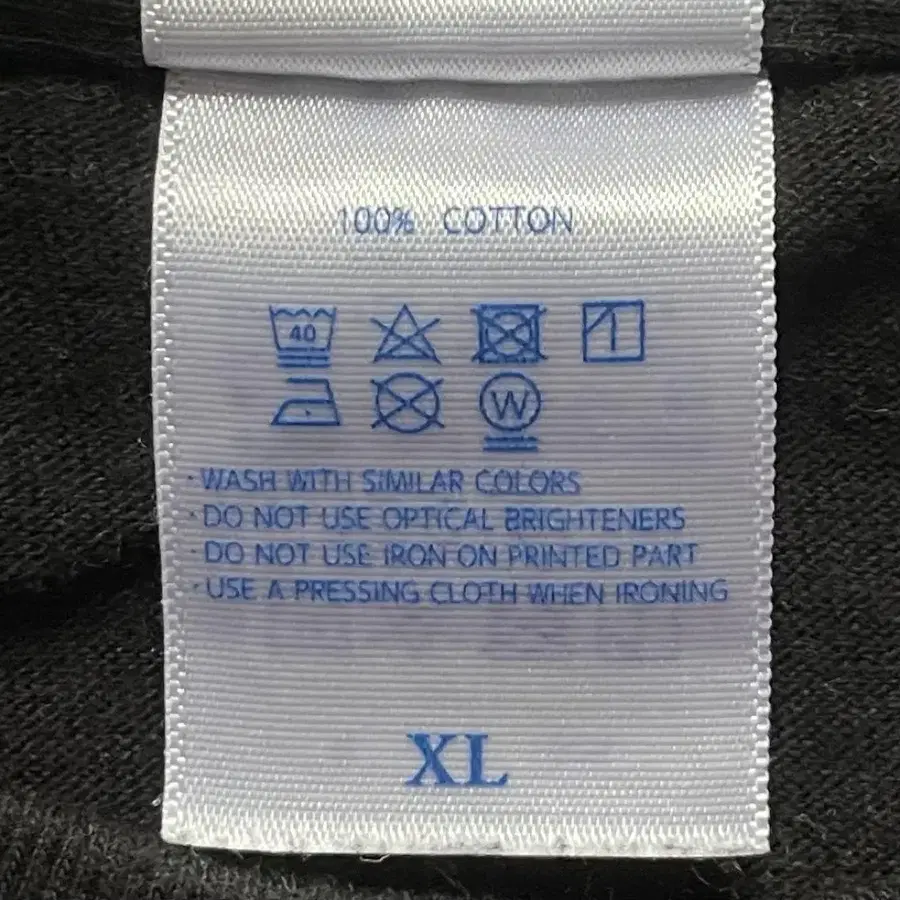 100% COTTON
40
W
· WASH WITH SIMILAR COLORS
· DO NOT USE OPTICAL BRIGHTENERS
· DO NOT USE IRON ON PRINTED PART
· USE A PRESSING CLOTH WHEN IRONING
XL